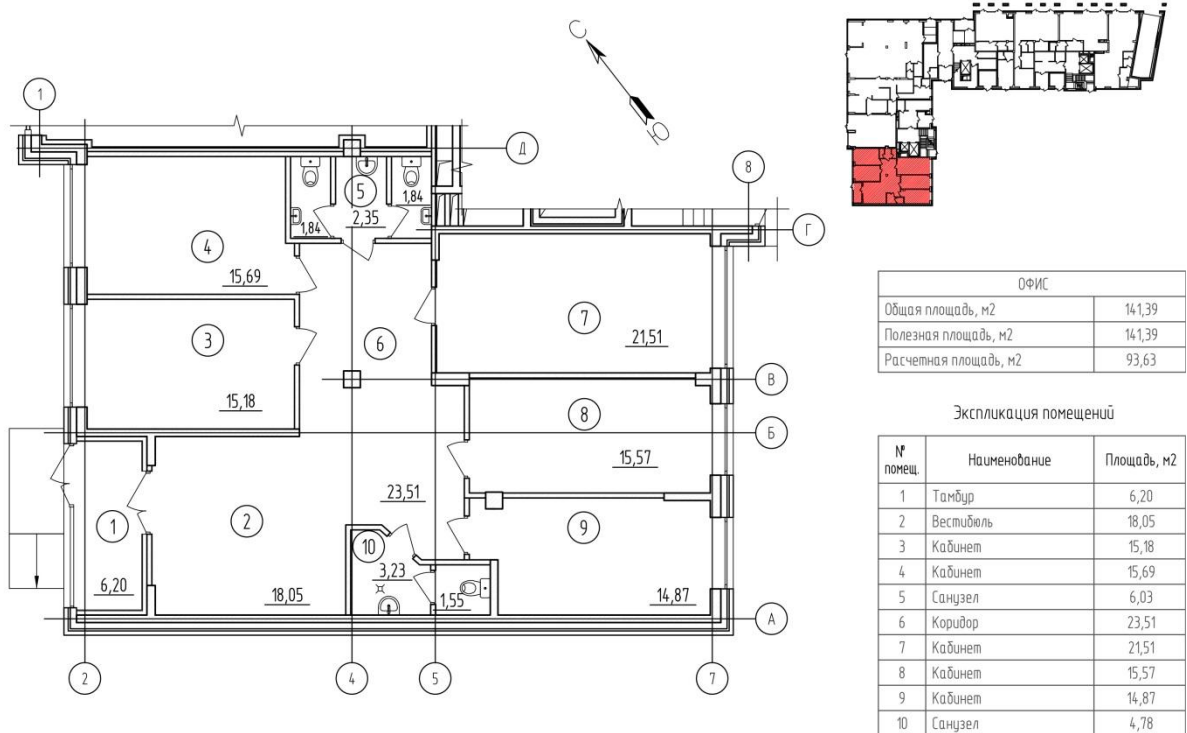 С
Ю
1
Д
8
Г
5
1,84
2,35
1,84
4
15,69
7
21,51
6
3
15,18
В
8
15,57
Б
23,51
1
2
9
10
3,23
6,20
18,05
1,55
14,87
А
2
4
5
7
ОФИС
Общая площадь, м2 141,39
Полезная площадь, м2 141,39
Расчетная площадь, м2 93,63
Экспликация помещений
№ помещ. Наименование Площадь, м2
1 Тамбур 6,20
2 Вестибюль 18,05
3 Кабинет 15,18
4 Кабинет 15,69
5 Санузел 6,03
6 Коридор 23,51
7 Кабинет 21,51
8 Кабинет 15,57
9 Кабинет 14,87
10 Санузел 4,78